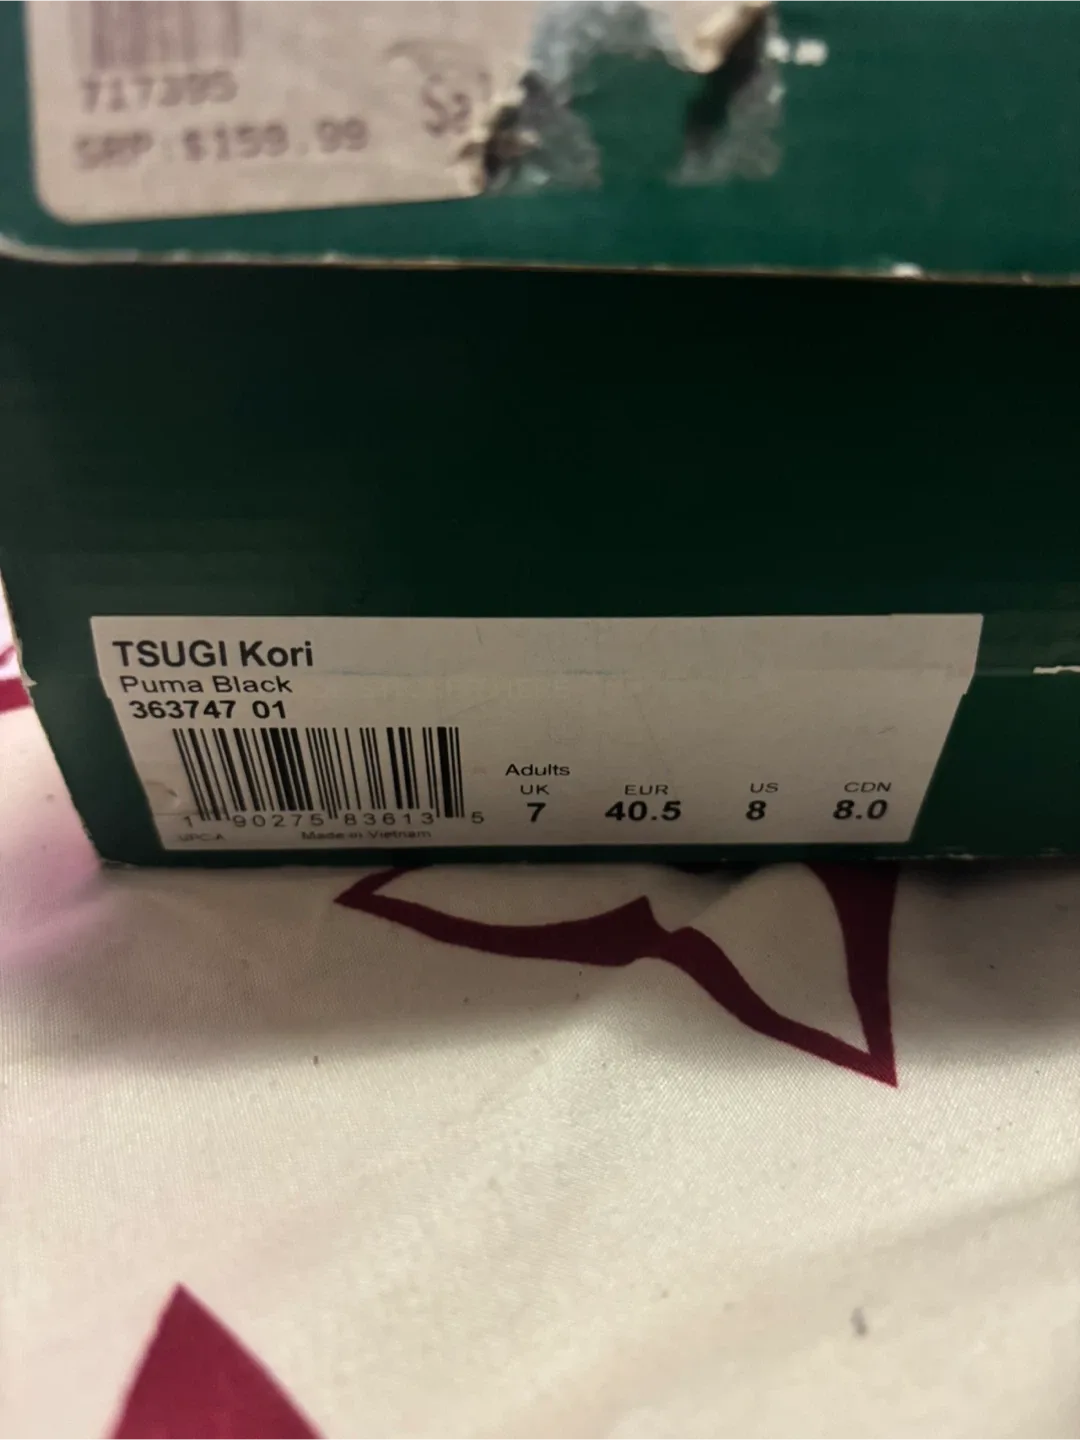 717395
SRP:$159.99
TSUGI Kori
Puma Black
363747 01
1 90275 83613 5
UPC-A
Made in Vietnam
Adults
UK EUR US CDN
7 40.5 8 8.0